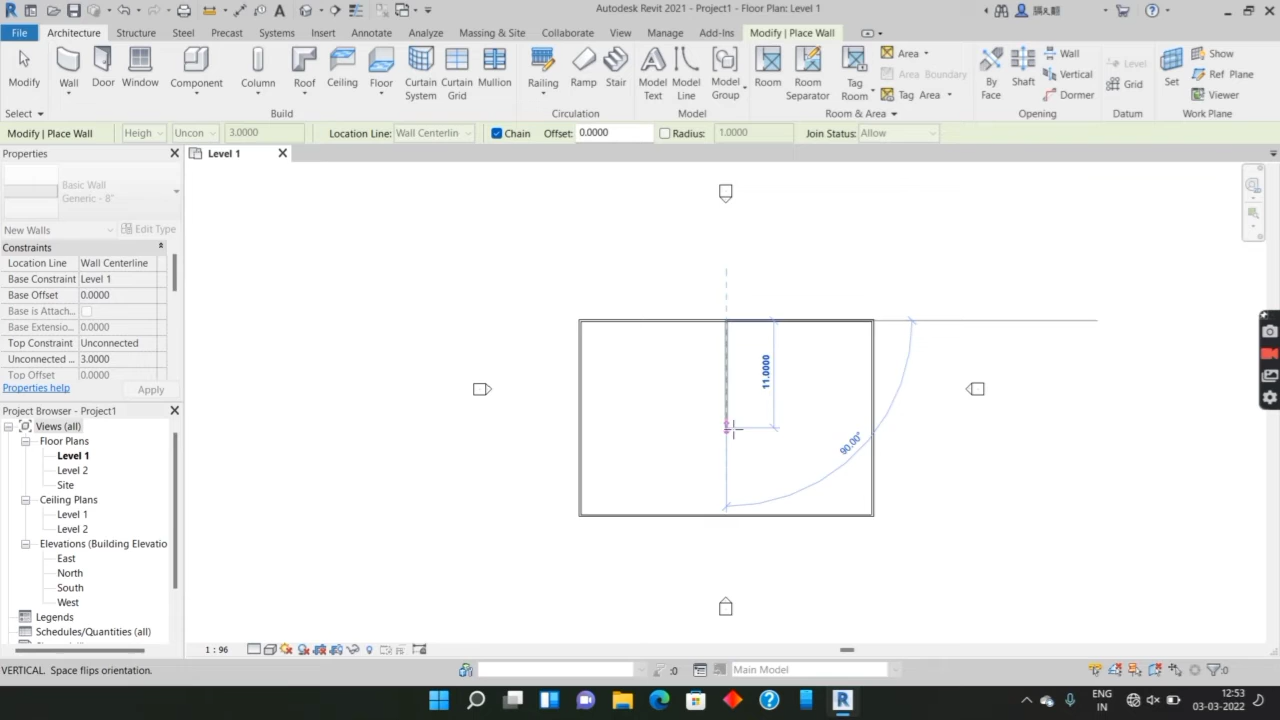 Autodesk Revit 2021 - Project1 - Floor Plan: Level 1
File Architecture Structure Steel Precast Systems Insert Annotate Analyze Massing & Site Collaborate View Manage Add-Ins Modify | Place Wall
Modify Wall Door Window Component Column Roof Ceiling Floor Curtain System Curtain Grid Mullion Railing Ramp Stair Model Text Model Line Model Group Room Room Separator Tag Room Area Area Boundary Tag Area By Face Shaft Wall Vertical Dormer Level Grid Set Show Ref Plane Viewer
Select Build Circulation Model Room & Area Opening Datum Work Plane
Modify | Place Wall Heigh Uncon 3.0000 Location Line: Wall Centerlin Chain Offset: 0.0000 Radius: 1.0000 Join Status: Allow
Properties
Level 1
Basic Wall
Generic - 8"
New Walls Edit Type
Constraints
Location Line Wall Centerline
Base Constraint Level 1
Base Offset 0.0000
Base is Attach...
Base Extensio... 0.0000
Top Constraint Unconnected
Unconnected ... 3.0000
Top Offset 0.0000
Properties help Apply
Project Browser - Project1
Views (all)
Floor Plans
Level 1
Level 2
Site
Ceiling Plans
Level 1
Level 2
Elevations (Building Elevatio
East
North
South
West
Legends
Schedules/Quantities (all)
11.0000
90.00°
1 : 96
VERTICAL. Space flips orientation.
:0
Main Model
:0
ENG
IN
12:53
03-03-2022